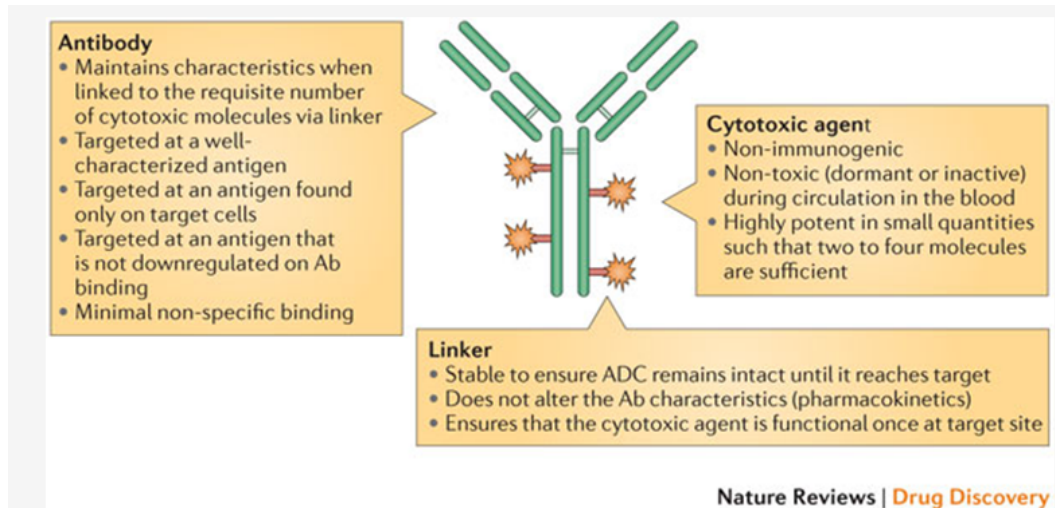 Antibody
• Maintains characteristics when
linked to the requisite number
of cytotoxic molecules via linker
• Targeted at a well-
characterized antigen
• Targeted at an antigen found
only on target cells
• Targeted at an antigen that
is not downregulated on Ab
binding
• Minimal non-specific binding
Cytotoxic agent
• Non-immunogenic
• Non-toxic (dormant or inactive)
during circulation in the blood
• Highly potent in small quantities
such that two to four molecules
are sufficient
Linker
• Stable to ensure ADC remains intact until it reaches target
• Does not alter the Ab characteristics (pharmacokinetics)
• Ensures that the cytotoxic agent is functional once at target site
Nature Reviews | Drug Discovery